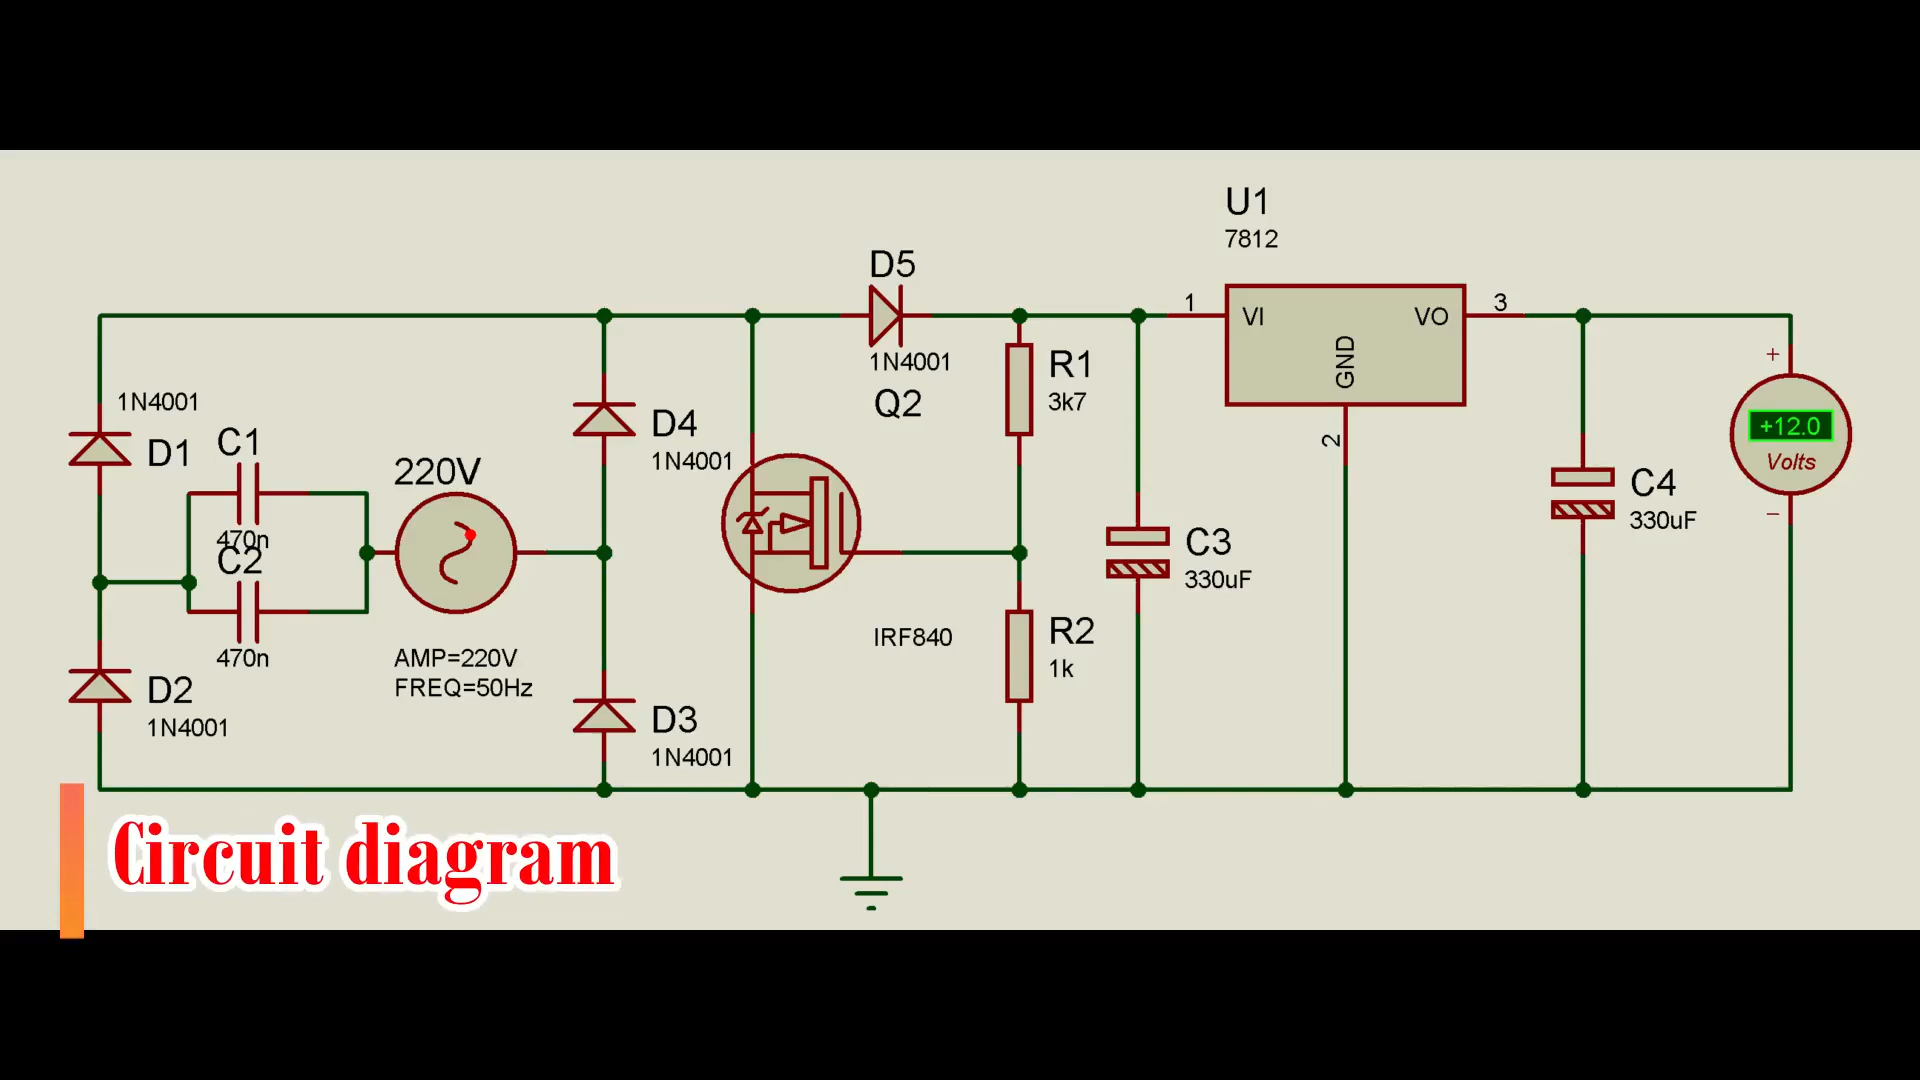 U1
7812
D5
1N4001
Q2
1
VI
VO
3
GND
2
R1
3k7
1N4001
D1
C1
470n
C2
470n
220V
AMP=220V
FREQ=50Hz
D4
1N4001
D2
1N4001
D3
1N4001
IRF840
R2
1k
C3
330uF
C4
330uF
+
+12.0
Volts
−
Circuit diagram